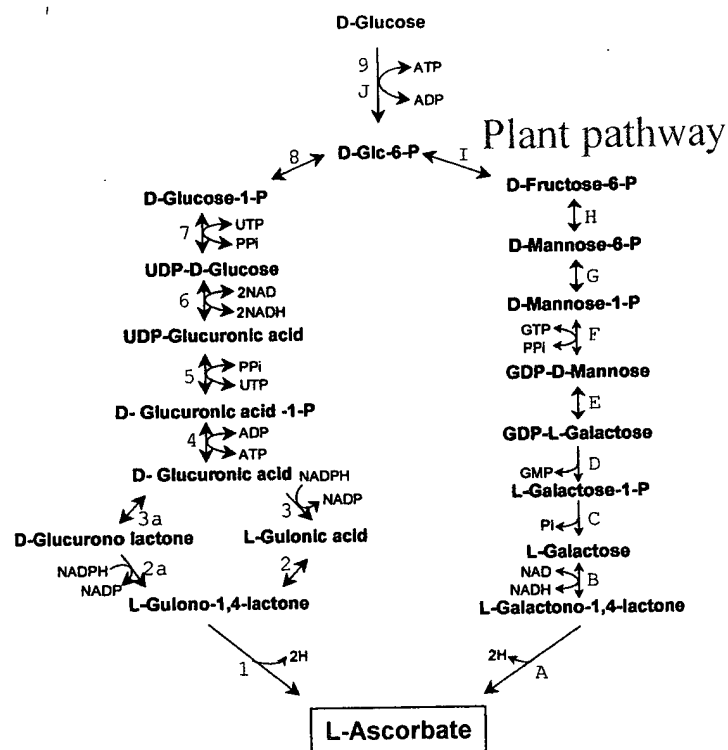 D-Glucose
9
ATP
J
ADP
Plant pathway
8
D-Glc-6-P
I
D-Glucose-1-P
D-Fructose-6-P
7
UTP
PPi
H
UDP-D-Glucose
D-Mannose-6-P
6
2NAD
2NADH
G
UDP-Glucuronic acid
D-Mannose-1-P
5
PPi
UTP
GTP
PPi
F
D- Glucuronic acid -1-P
GDP-D-Mannose
4
ADP
ATP
E
GDP-L-Galactose
D- Glucuronic acid
NADPH
NADP
GMP
D
3a
3
L-Galactose-1-P
D-Glucurono lactone
L-Gulonic acid
Pi
C
NADPH
NADP
2a
2
L-Galactose
NAD
NADH
B
L-Gulono-1,4-lactone
L-Galactono-1,4-lactone
1
2H
2H
A
L-Ascorbate